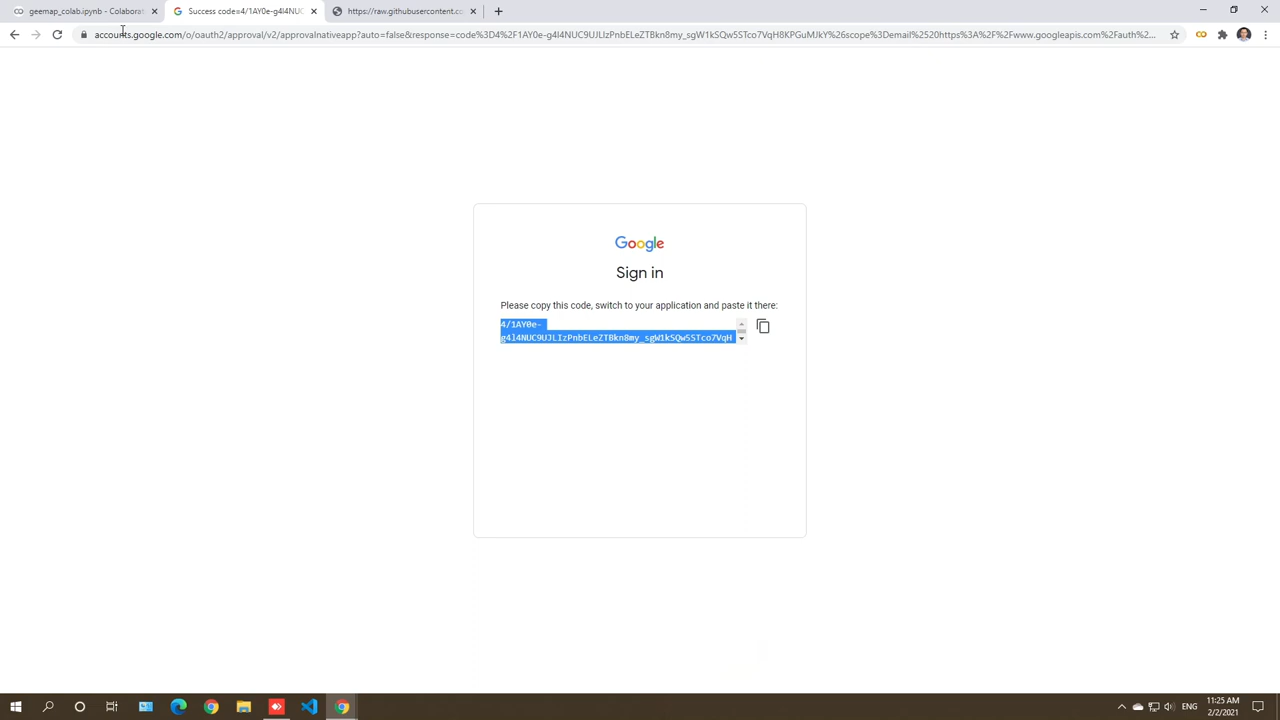 geemap_colab.ipynb - Colaborat
Success code=4/1AY0e-g4l4NUC
https://raw.githubusercontent.co
accounts.google.com/o/oauth2/approval/v2/approvalnativeapp?auto=false&response=code%3D4%2F1AY0e-g4l4NUC9UJLIzPnbELeZTBkn8my_sgW1kSQw5STco7VqH8KPGuMJkY%26scope%3Demail%2520https%3A%2F%2Fwww.googleapis.com%2Fauth%2...
Google
Sign in
Please copy this code, switch to your application and paste it there:
4/1AY0e-
g4l4NUC9UJLIzPnbELeZTBkn8my_sgW1kSQw5STco7VqH
ENG
11:25 AM
2/2/2021